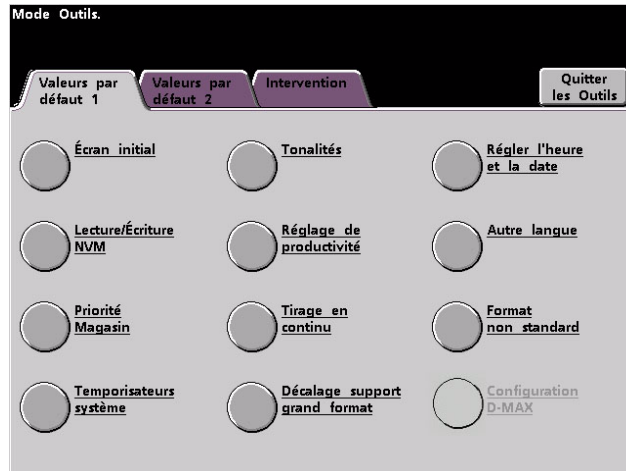 Mode Outils.
Valeurs par
défaut 1
Valeurs par
défaut 2
Intervention
Quitter
les Outils
Écran initial
Tonalités
Régler l'heure
et la date
Lecture/Écriture
NVM
Réglage de
productivité
Autre langue
Priorité
Magasin
Tirage en
continu
Format
non standard
Temporisateurs
système
Décalage support
grand format
Configuration
D-MAX